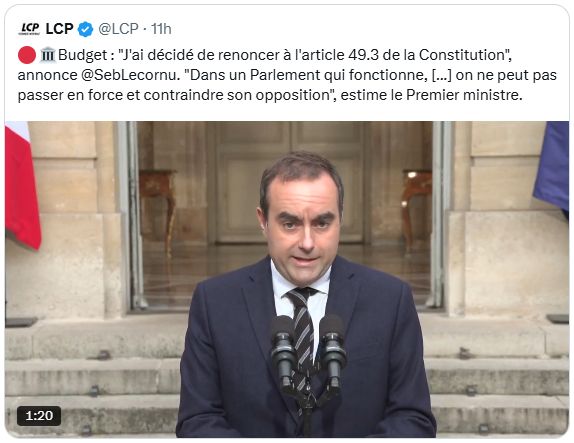 LCP LCP @LCP · 11h
Budget : "J'ai décidé de renoncer à l'article 49.3 de la Constitution",
annonce @SebLecornu. "Dans un Parlement qui fonctionne, [...] on ne peut pas
passer en force et contraindre son opposition", estime le Premier ministre.
1:20